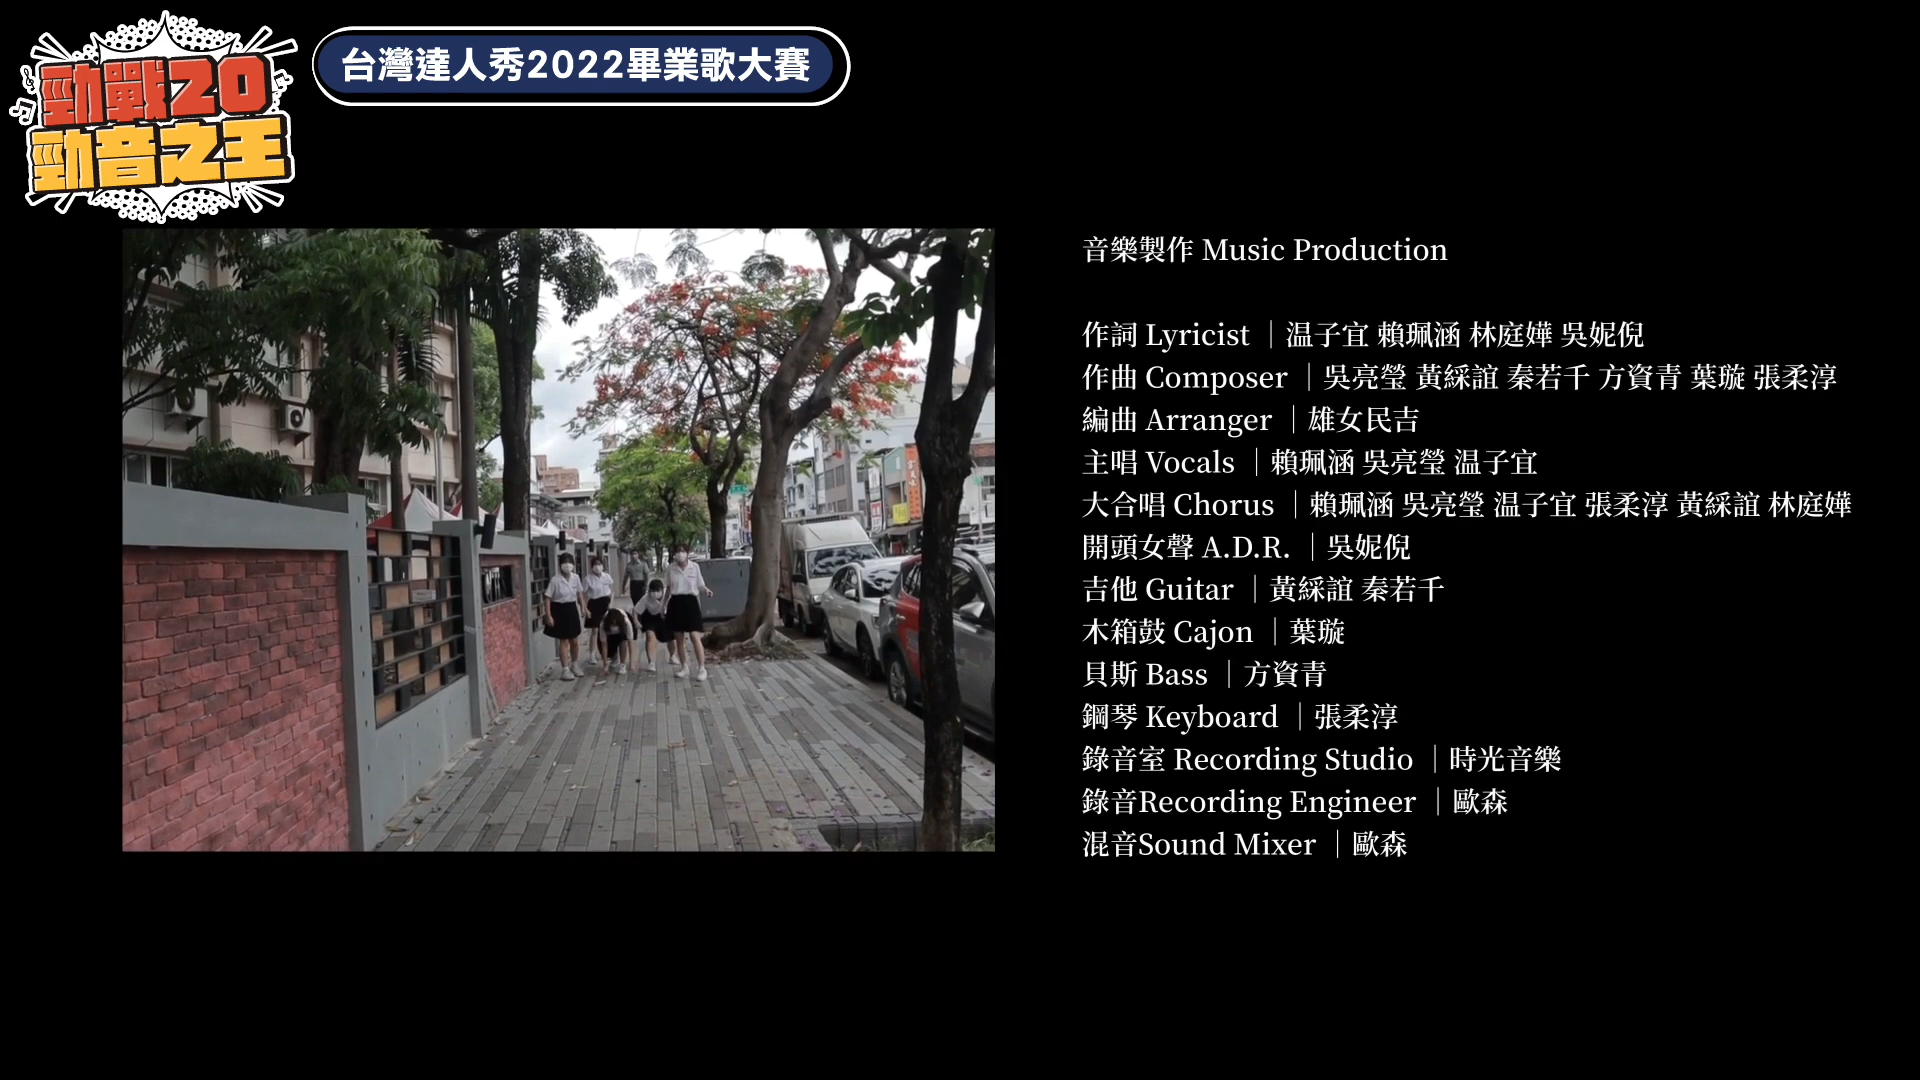 勁戰20
勁音之王
台灣達人秀2022畢業歌大賽
音樂製作 Music Production
作詞 Lyricist ｜温子宜 賴珮涵 林庭嬅 吳妮倪
作曲 Composer ｜吳亮瑩 黃綵誼 秦若千 方資青 葉璇 張柔淳
編曲 Arranger ｜雄女民吉
主唱 Vocals ｜賴珮涵 吳亮瑩 温子宜
大合唱 Chorus ｜賴珮涵 吳亮瑩 温子宜 張柔淳 黃綵誼 林庭嬅
開頭女聲 A.D.R. ｜吳妮倪
吉他 Guitar ｜黃綵誼 秦若千
木箱鼓 Cajon ｜葉璇
貝斯 Bass ｜方資青
鋼琴 Keyboard ｜張柔淳
錄音室 Recording Studio ｜時光音樂
錄音Recording Engineer ｜歐森
混音Sound Mixer ｜歐森